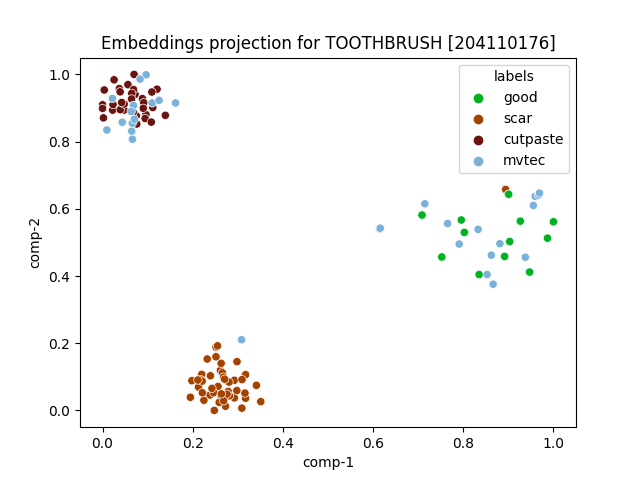 Embeddings projection for TOOTHBRUSH [204110176]
labels
good
scar
cutpaste
mvtec
comp-2
1.0
0.8
0.6
0.4
0.2
0.0
0.0 0.2 0.4 0.6 0.8 1.0
comp-1